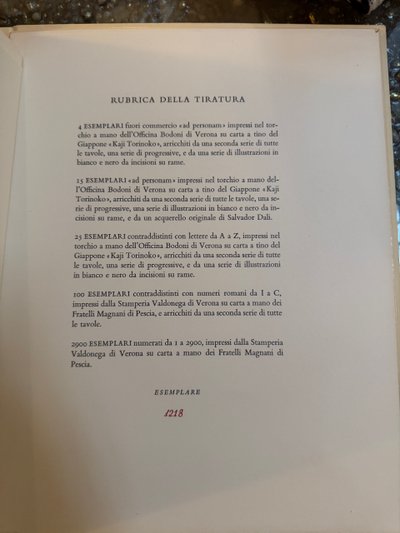 RUBRICA DELLA TIRATURA
4 ESEMPLARI fuori commercio «ad personam» impressi nel tor-
chio a mano dell'Officina Bodoni di Verona su carta a tino del
Giappone «Kaji Torinoko», arricchiti da una seconda serie di tutte
le tavole, una serie di progressive, e da una serie di illustrazioni in
bianco e nero da incisioni su rame.
15 ESEMPLARI «ad personam» impressi nel torchio a mano del-
l'Officina Bodoni di Verona su carta a tino del Giappone «Kaji
Torinoko», arricchiti da una seconda serie di tutte le tavole, una se-
rie di progressive, una serie di illustrazioni in bianco e nero da inci-
sioni su rame, e da un acquerello originale di Salvador Dalì.
25 ESEMPLARI contraddistinti con lettere da A a Z, impressi nel
torchio a mano dell'Officina Bodoni di Verona su carta a tino del
Giappone «Kaji Torinoko», arricchiti da una seconda serie di tutte
le tavole, una serie di progressive, e da una serie di illustrazioni
in bianco e nero da incisioni su rame.
100 ESEMPLARI contraddistinti con numeri romani da I a C,
impressi dalla Stamperia Valdonega di Verona su carta a mano dei
Fratelli Magnani di Pescia, e arricchiti da una seconda serie di tutte
le tavole.
2900 ESEMPLARI numerati da 1 a 2900, impressi dalla Stamperia
Valdonega di Verona su carta a mano dei Fratelli Magnani di
Pescia.
ESEMPLARE
1218